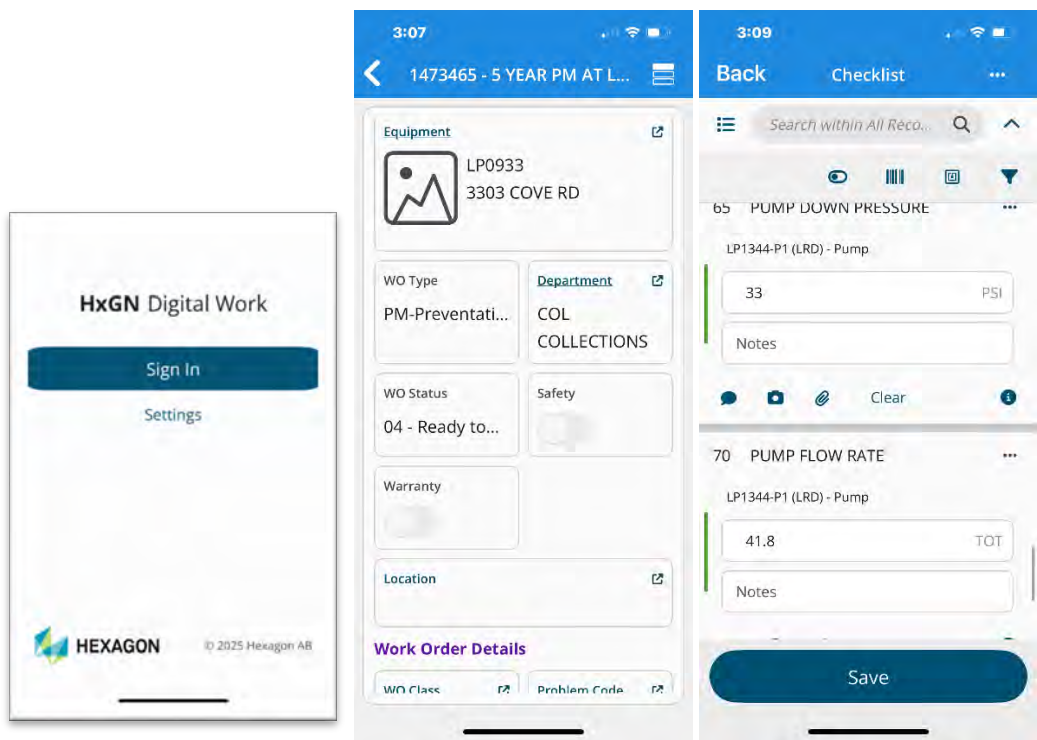 HxGN Digital Work
Sign In
Settings
HEXAGON
© 2025 Hexagon AB
3:07
1473465 - 5 YEAR PM AT L...
Equipment
LP0933
3303 COVE RD
WO Type
PM-Preventati...
Department
COL
COLLECTIONS
WO Status
04 - Ready to...
Safety
Warranty
Location
Work Order Details
WO Class
Problem Code
3:09
Back
Checklist
Search within All Reco...
65 PUMP DOWN PRESSURE
LP1344-P1 (LRD) - Pump
33 PSI
Notes
Clear
70 PUMP FLOW RATE
LP1344-P1 (LRD) - Pump
41.8 TOT
Notes
Save